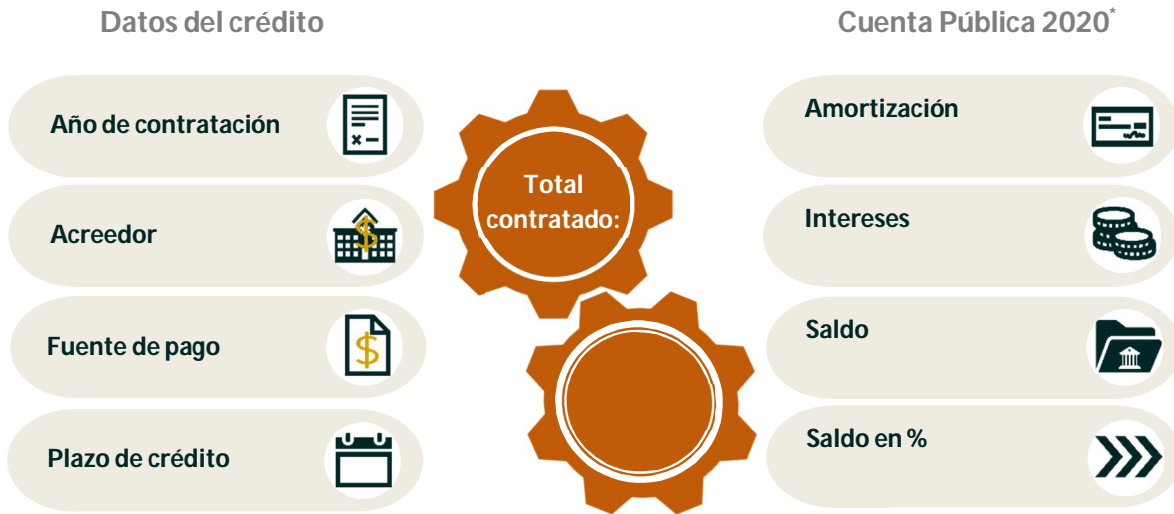 Datos del crédito
Año de contratación
Acreedor
Fuente de pago
Plazo de crédito
Total
contratado:
Cuenta Pública 2020*
Amortización
Intereses
Saldo
Saldo en %